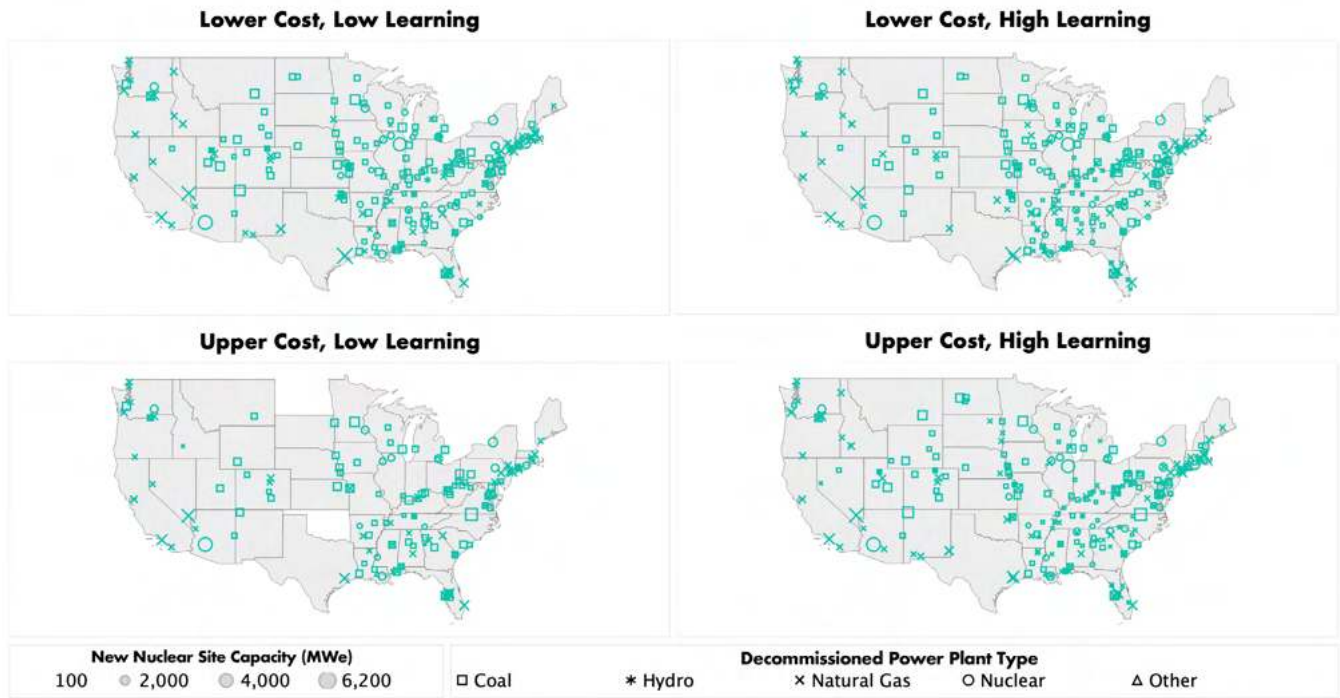 Lower Cost, Low Learning
Lower Cost, High Learning
Upper Cost, Low Learning
Upper Cost, High Learning
New Nuclear Site Capacity (MWe)
100 2,000 4,000 6,200
Decommissioned Power Plant Type
Coal Hydro Natural Gas Nuclear Other